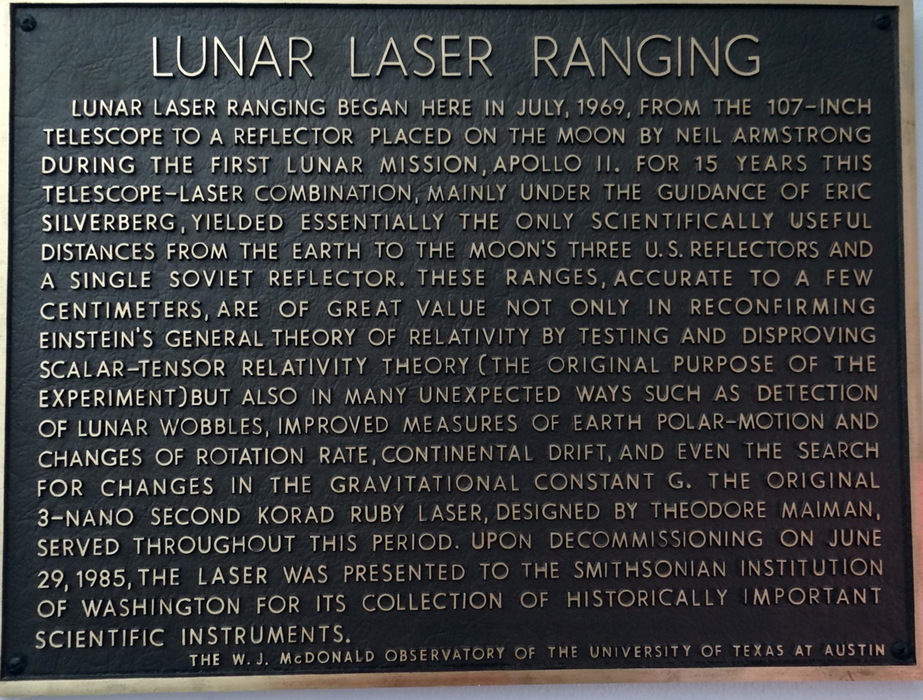 LUNAR LASER RANGING
LUNAR LASER RANGING BEGAN HERE IN JULY, 1969, FROM THE 107-INCH
TELESCOPE TO A REFLECTOR PLACED ON THE MOON BY NEIL ARMSTRONG
DURING THE FIRST LUNAR MISSION, APOLLO II. FOR 15 YEARS THIS
TELESCOPE-LASER COMBINATION, MAINLY UNDER THE GUIDANCE OF ERIC
SILVERBERG, YIELDED ESSENTIALLY THE ONLY SCIENTIFICALLY USEFUL
DISTANCES FROM THE EARTH TO THE MOON'S THREE U.S. REFLECTORS AND
A SINGLE SOVIET REFLECTOR. THESE RANGES, ACCURATE TO A FEW
CENTIMETERS, ARE OF GREAT VALUE NOT ONLY IN RECONFIRMING
EINSTEIN'S GENERAL THEORY OF RELATIVITY BY TESTING AND DISPROVING
SCALAR-TENSOR RELATIVITY THEORY (THE ORIGINAL PURPOSE OF THE
EXPERIMENT) BUT ALSO IN MANY UNEXPECTED WAYS SUCH AS DETECTION
OF LUNAR WOBBLES, IMPROVED MEASURES OF EARTH POLAR-MOTION AND
CHANGES OF ROTATION RATE, CONTINENTAL DRIFT, AND EVEN THE SEARCH
FOR CHANGES IN THE GRAVITATIONAL CONSTANT G. THE ORIGINAL
3-NANO SECOND KORAD RUBY LASER, DESIGNED BY THEODORE MAIMAN,
SERVED THROUGHOUT THIS PERIOD. UPON DECOMMISSIONING ON JUNE
29, 1985, THE LASER WAS PRESENTED TO THE SMITHSONIAN INSTITUTION
OF WASHINGTON FOR ITS COLLECTION OF HISTORICALLY IMPORTANT
SCIENTIFIC INSTRUMENTS.
THE W. J. McDONALD OBSERVATORY OF THE UNIVERSITY OF TEXAS AT AUSTIN